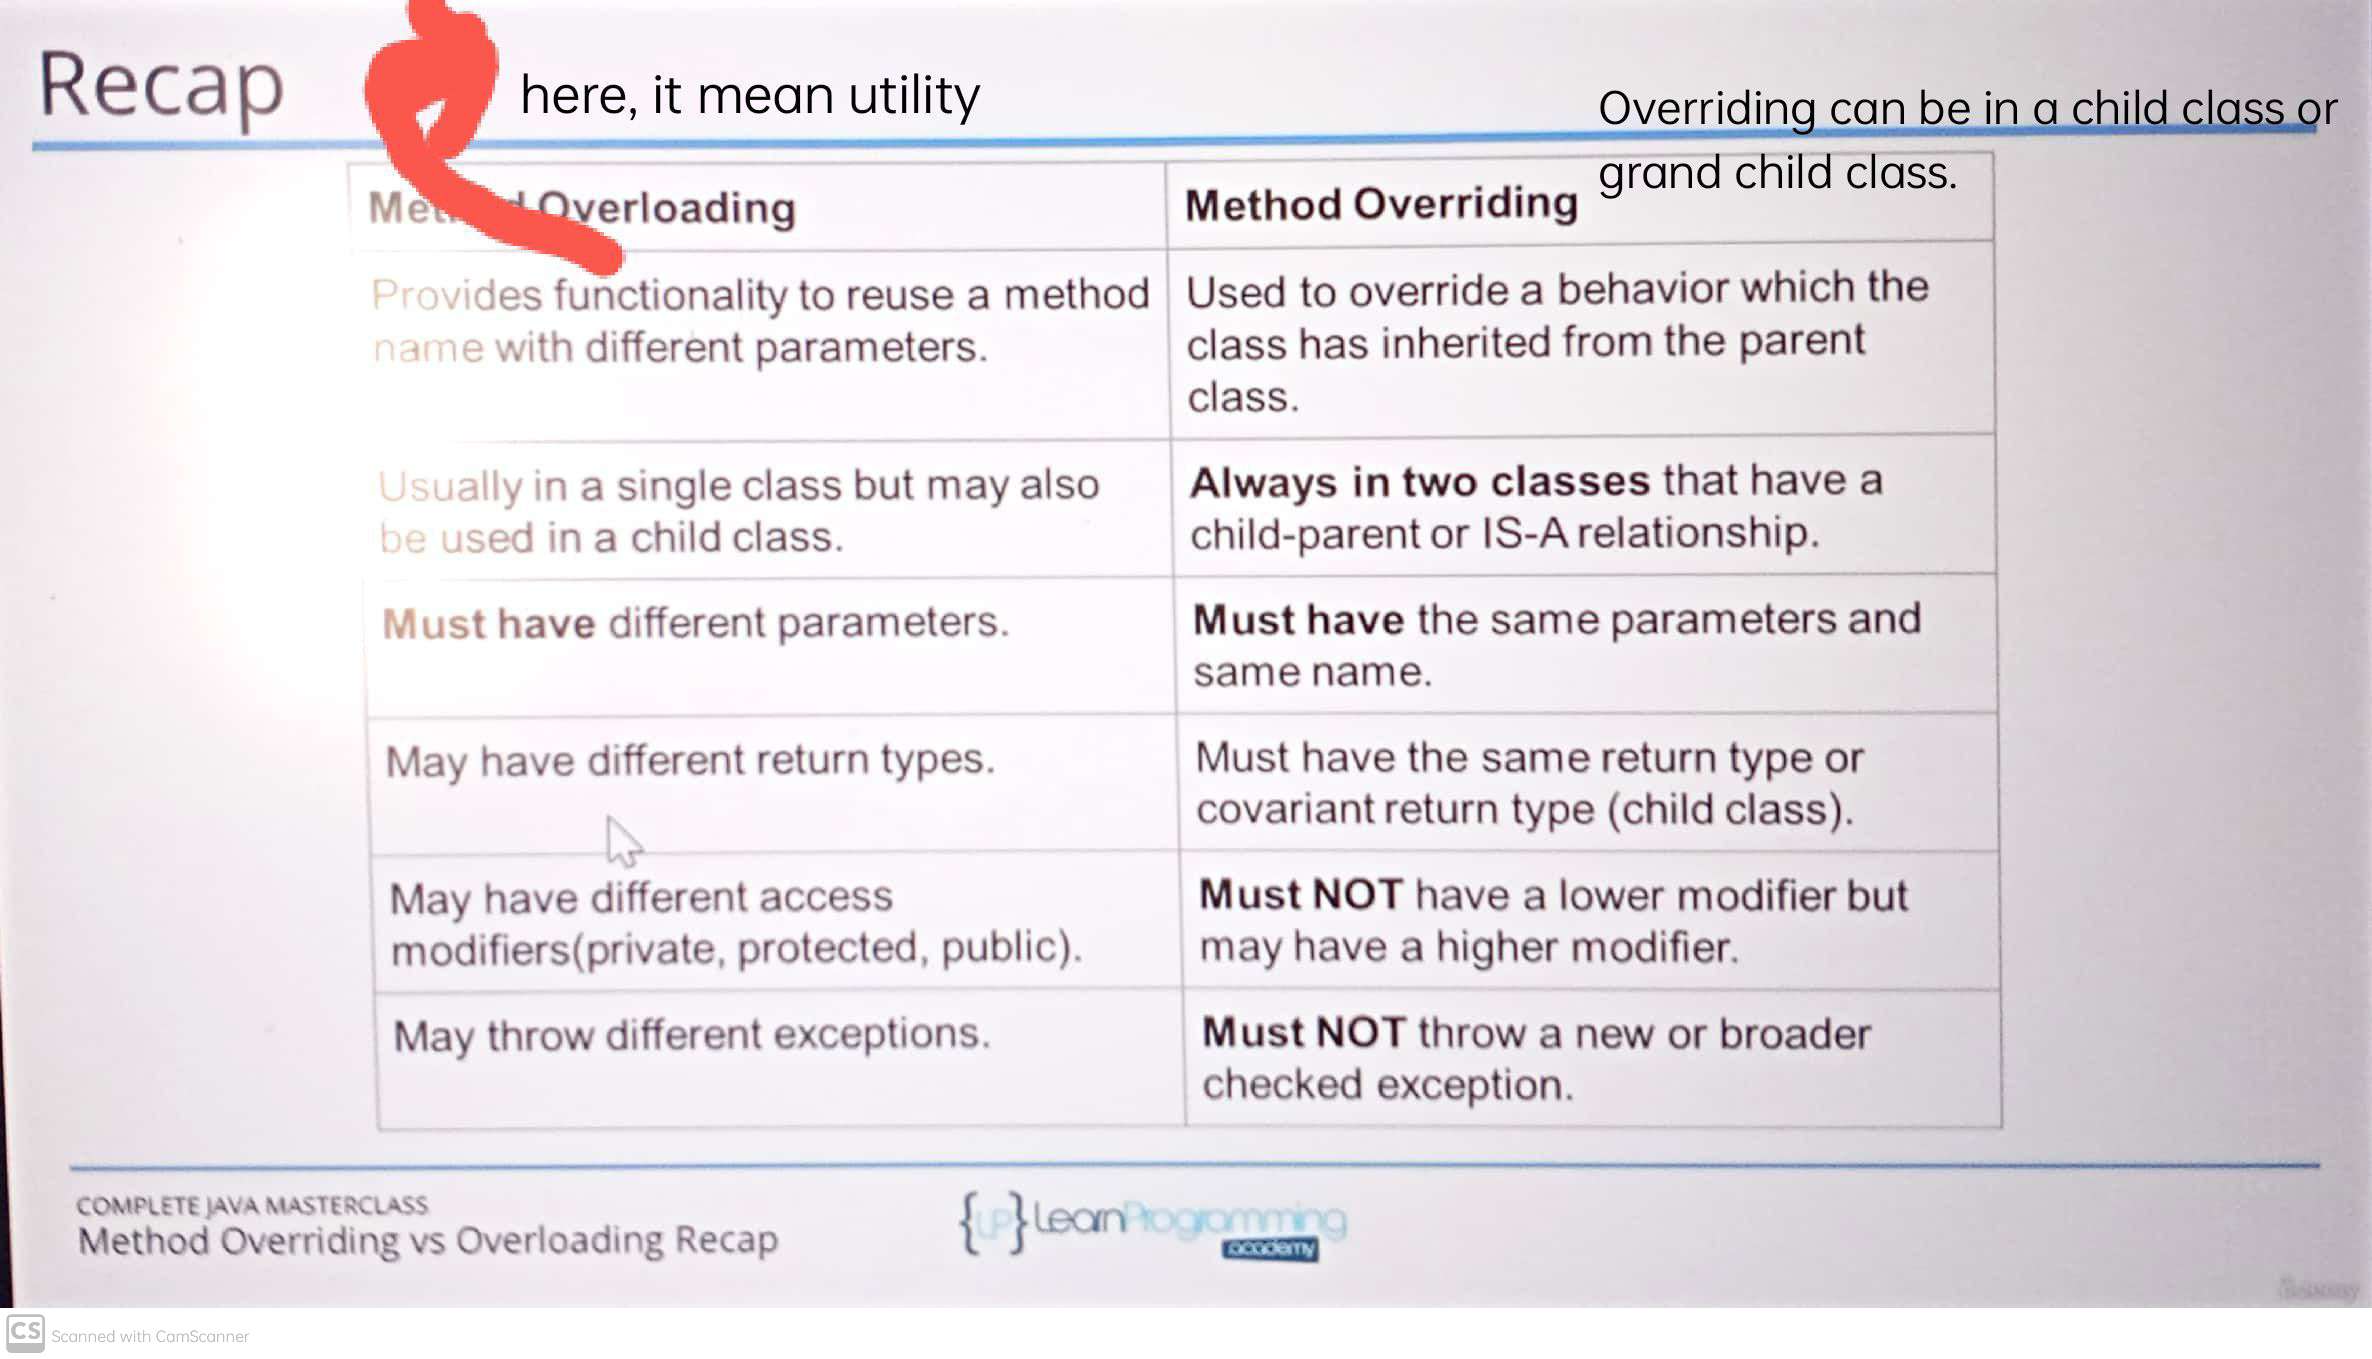 Recap
here, it mean utility
Overriding can be in a child class or
grand child class.
Overloading
Method Overriding
Provides functionality to reuse a method
name with different parameters.
Used to override a behavior which the
class has inherited from the parent
class.
Usually in a single class but may also
be used in a child class.
Always in two classes that have a
child-parent or IS-A relationship.
Must have different parameters.
Must have the same parameters and
same name.
May have different return types.
Must have the same return type or
covariant return type (child class).
May have different access
modifiers(private, protected, public).
Must NOT have a lower modifier but
may have a higher modifier.
May throw different exceptions.
Must NOT throw a new or broader
checked exception.
COMPLETE JAVA MASTERCLASS
Method Overriding vs Overloading Recap
{LP} LearnProgramming
academy
CS Scanned with CamScanner